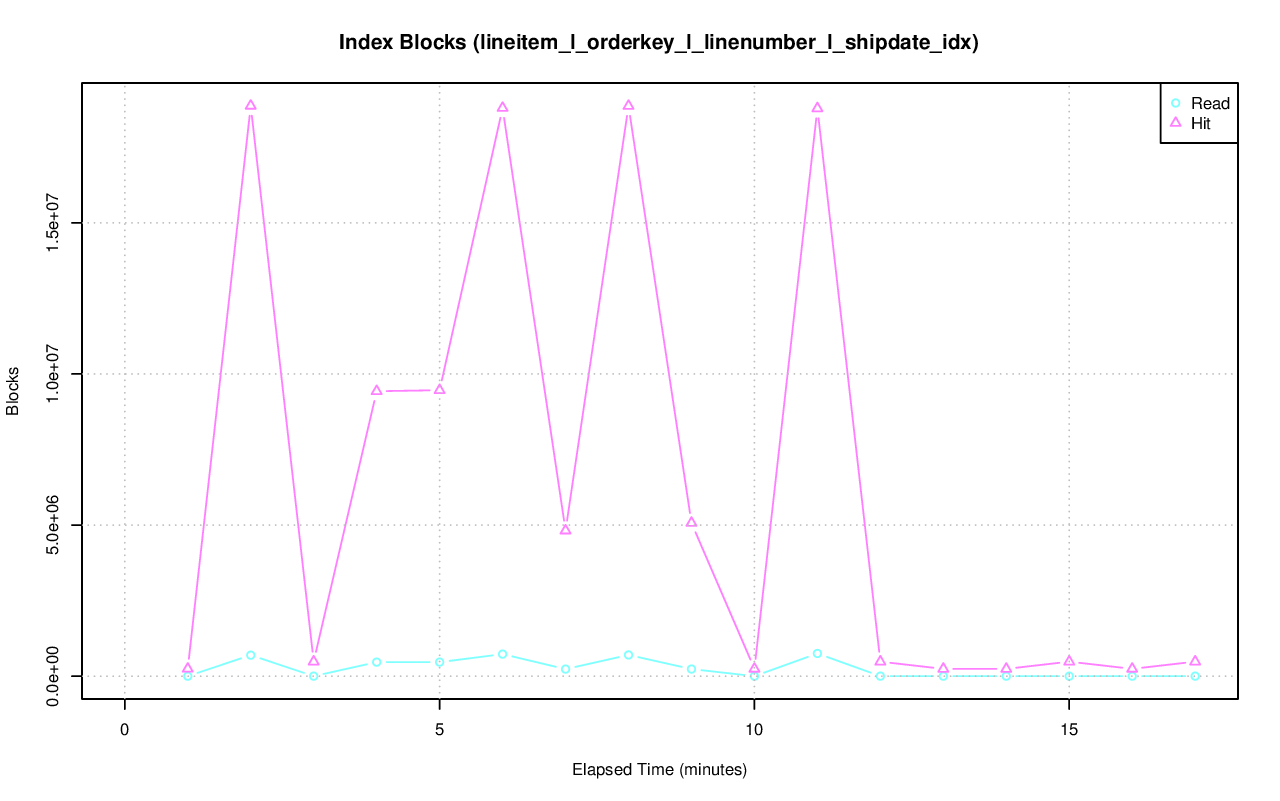 Index Blocks (lineitem_l_orderkey_l_linenumber_l_shipdate_idx)
Read
Hit
1.5e+07
1.0e+07
5.0e+06
0.0e+00
Blocks
0 5 10 15
Elapsed Time (minutes)